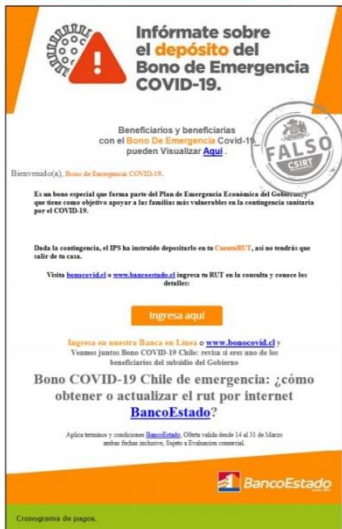 Infórmate sobre
el depósito del
Bono de Emergencia
COVID-19.
Beneficiarios y beneficiarias
con el Bono De Emergencia Covid-19
pueden Visualizar Aquí .
FALSO
CSIRT
Bienvenido(a), Bono de Emergencia COVID-19.
Es un bono especial que forma parte del Plan de Emergencia Económica del Gobierno, y
que tiene como objetivo apoyar a las familias más vulnerables en la contingencia sanitaria
por el COVID-19.
Dada la contingencia, el IPS ha instruido depositarlo en tu CuentaRUT, así no tendrás que
salir de tu casa.
Visita bonocovid.cl o www.bancoestado.cl ingresa tu RUT en la consulta y conoce los
detalles:
Ingresa aquí
Ingresa en nuestra Banca en Línea o www.bonocovid.cl y
Veamos juntos Bono COVID-19 Chile: revisa si eres uno de los
beneficiarios del subsidio del Gobierno
Bono COVID-19 Chile de emergencia: ¿cómo
obtener o actualizar el rut por internet
BancoEstado?
Aplica terminos y condiciones BancoEstado, Oferta valida desde 14 al 31 de Marzo
ambas fechas inclusive, Sujeto a Evaluacion comercial.
BancoEstado
Cronograma de pagos.